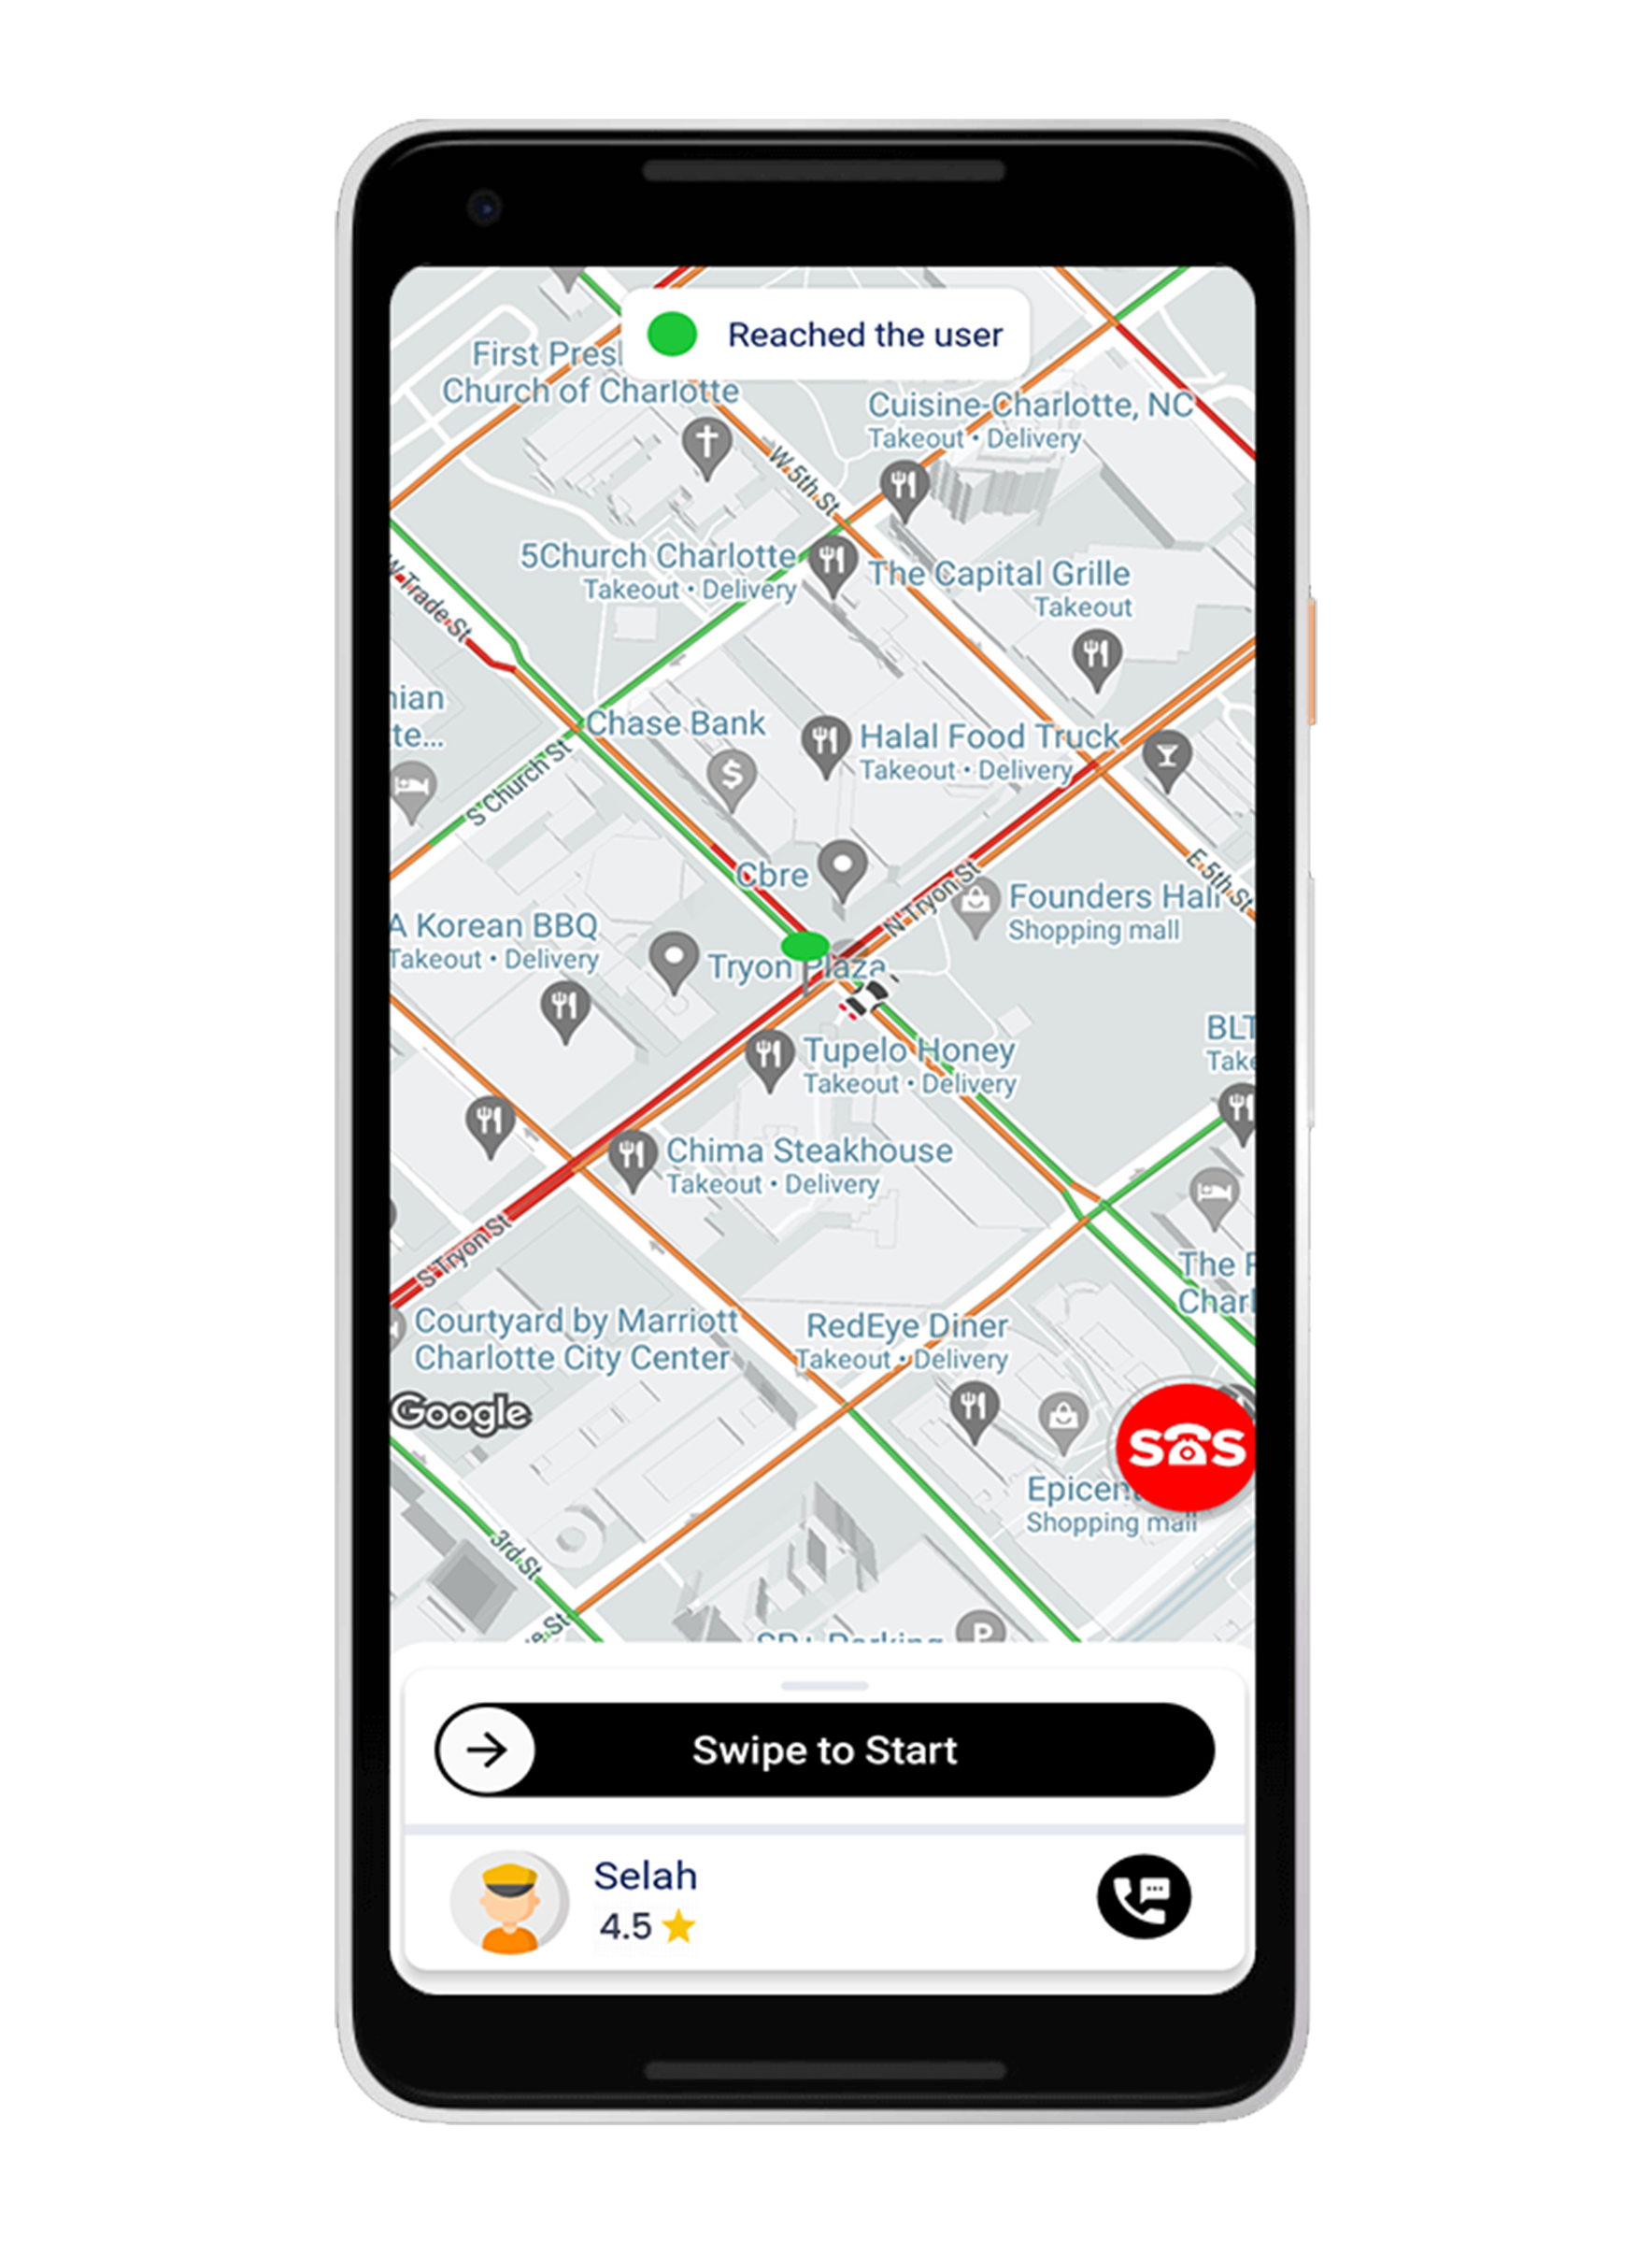 Reached the user
First Pres
Church of Charlotte
Cuisine-Charlotte, NC
Takeout • Delivery
W 5th St
5Church Charlotte
Takeout • Delivery
The Capital Grille
Takeout
W Trade St
nian
te...
Chase Bank
Halal Food Truck
Takeout • Delivery
S Church St
Cbre
N Tryon St
E 5th St
Founders Hall
Shopping mall
A Korean BBQ
Takeout • Delivery
Tryon Plaza
BLT
Take
Tupelo Honey
Takeout • Delivery
Chima Steakhouse
Takeout • Delivery
S Tryon St
The
Charl
Courtyard by Marriott
Charlotte City Center
RedEye Diner
Takeout • Delivery
Google
SOS
Epicen
Shopping mall
3rd St
e St
SP+ Parking
P
Swipe to Start
Selah
4.5